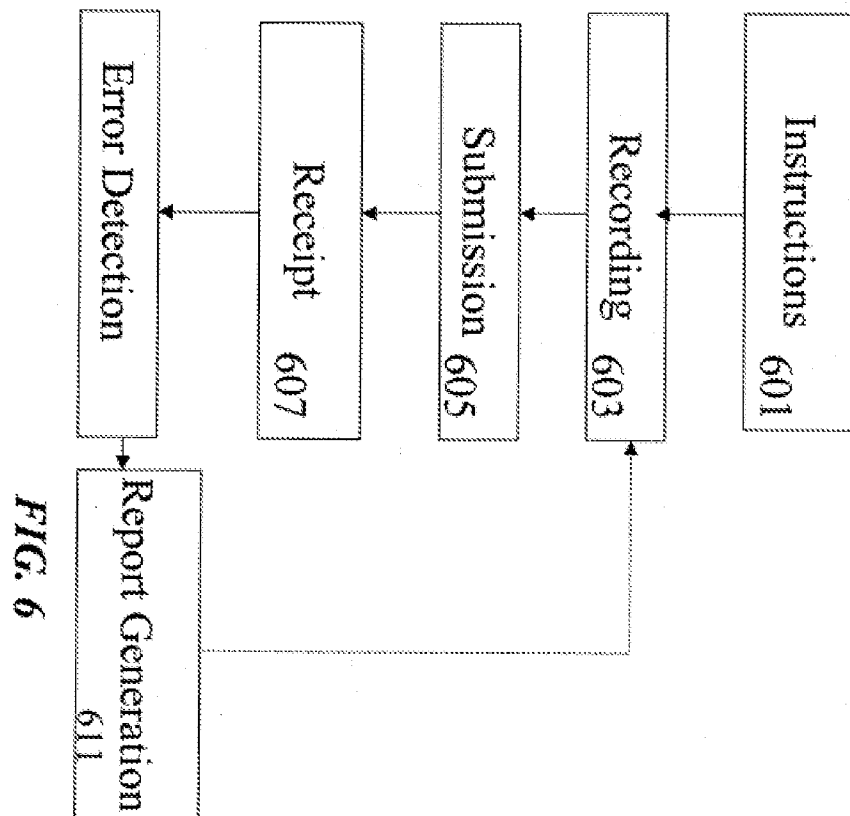 Instructions
601
Recording
603
Submission
605
Receipt
607
Error Detection
Report Generation
611
FIG. 6